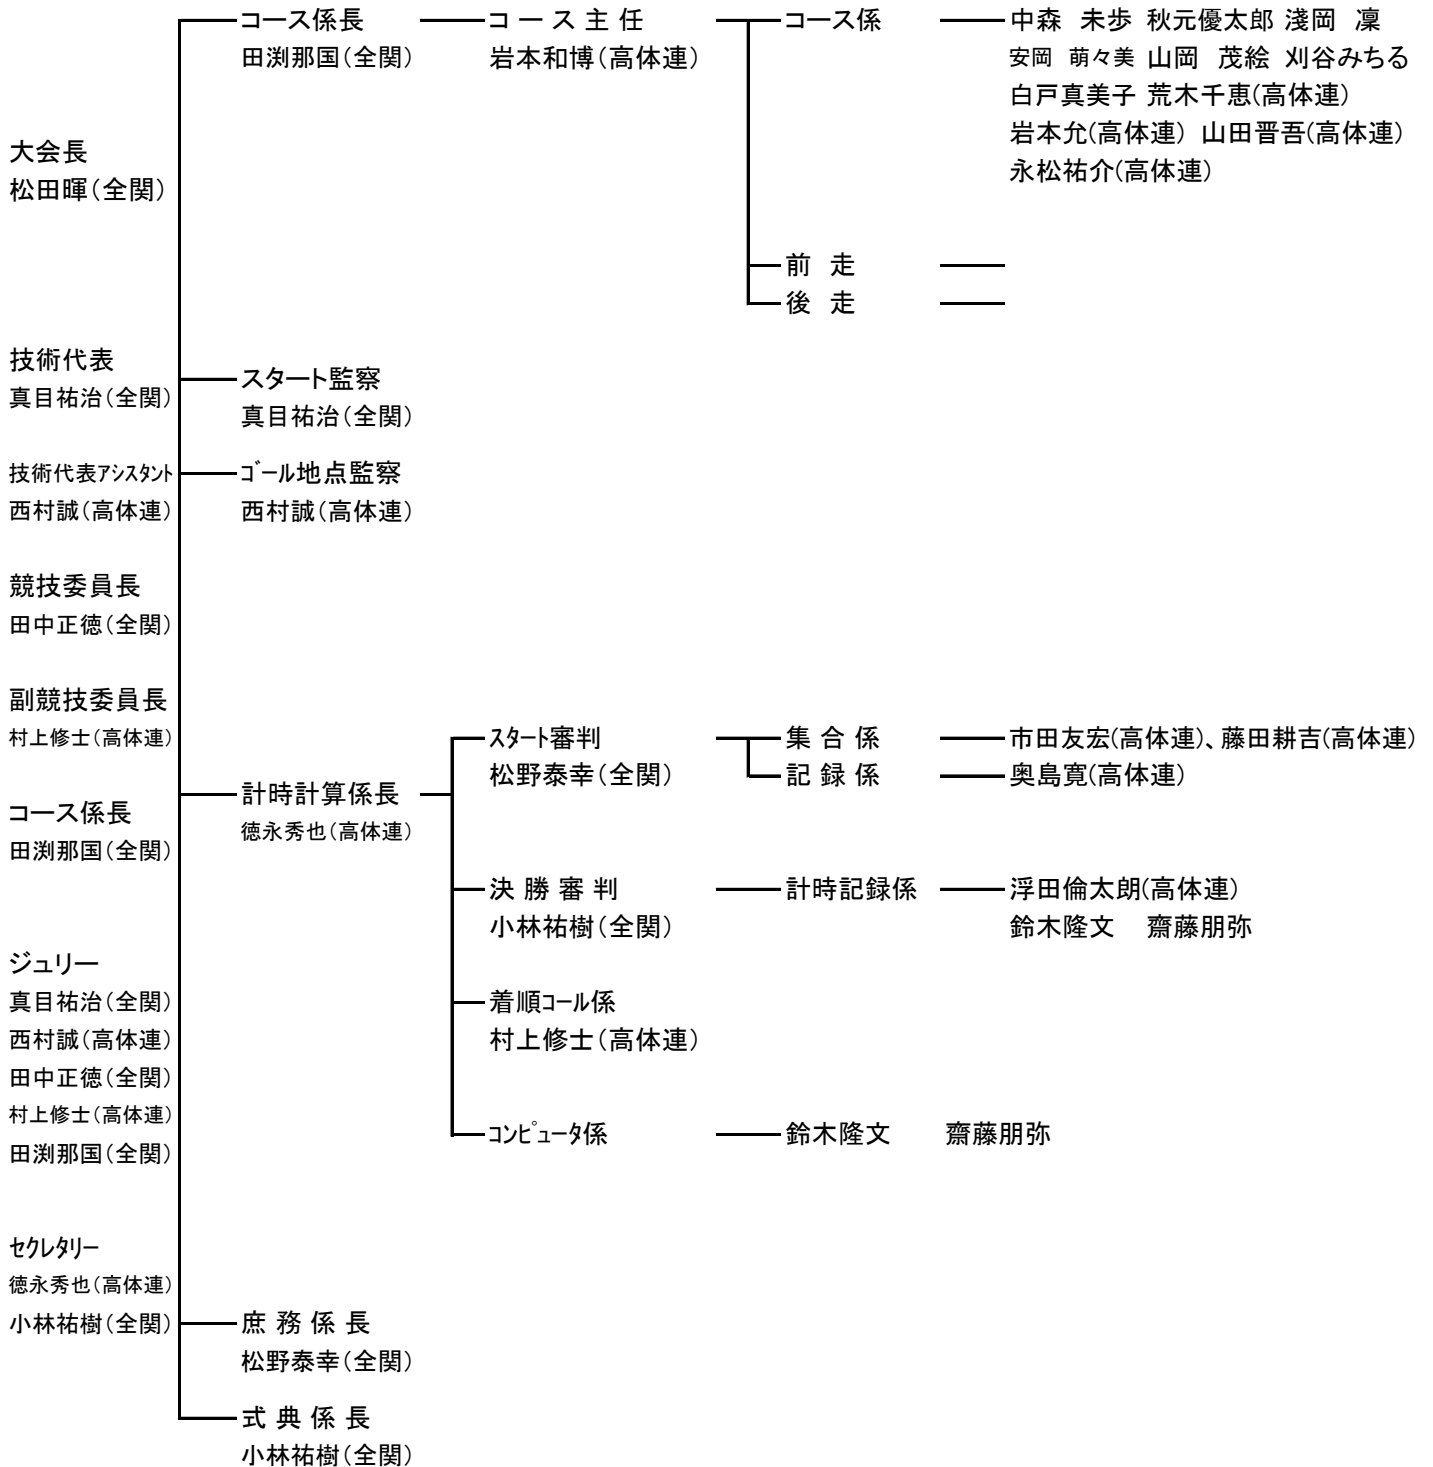 大会長
松田暉（全関）
技術代表
真目祐治（全関）
技術代表ｱｼｽﾀﾝﾄ
西村誠（高体連）
競技委員長
田中正徳（全関）
副競技委員長
村上修士（高体連）
コース係長
田渕那国（全関）
ジュリー
真目祐治（全関）
西村誠（高体連）
田中正徳（全関）
村上修士（高体連）
田渕那国（全関）
ｾｸﾚﾀﾘｰ
徳永秀也（高体連）
小林祐樹（全関）
コース係長
田渕那国（全関）
コ ー ス 主 任
岩本和博（高体連）
コース係
中森　未歩 秋元優太郎 淺岡　凜
安岡　萌々美 山岡　茂絵 刈谷みちる
白戸真美子 荒木千恵(高体連）
岩本允(高体連） 山田晋吾(高体連）
永松祐介(高体連）
前　走
後　走
スタート監察
真目祐治（全関）
ｺﾞｰﾙ地点監察
西村誠（高体連）
計時計算係長
徳永秀也（高体連）
ｽﾀｰﾄ審判
松野泰幸（全関）
集 合 係
市田友宏(高体連)、藤田耕吉(高体連）
記 録 係
奥島寛(高体連）
決 勝 審 判
小林祐樹（全関）
計時記録係
浮田倫太朗(高体連）
鈴木隆文　齋藤朋弥
着順ｺｰﾙ係
村上修士（高体連）
ｺﾝﾋﾟｭｰﾀ係
鈴木隆文　　齋藤朋弥
庶 務 係 長
松野泰幸（全関）
式 典 係 長
小林祐樹（全関）